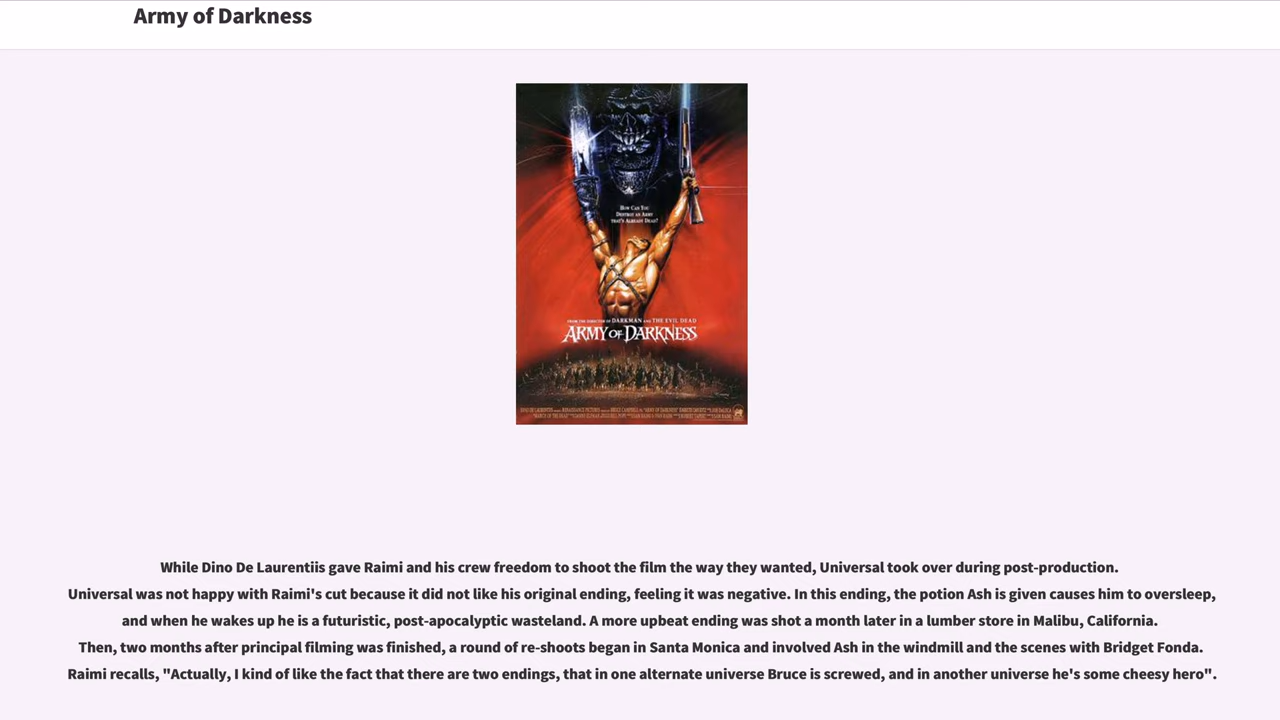 Army of Darkness
How Can You
Destroy an Army
that's Already Dead?
FROM THE DIRECTOR OF DARKMAN AND THE EVIL DEAD
ARMY OF DARKNESS
While Dino De Laurentiis gave Raimi and his crew freedom to shoot the film the way they wanted, Universal took over during post-production.
Universal was not happy with Raimi's cut because it did not like his original ending, feeling it was negative. In this ending, the potion Ash is given causes him to oversleep,
and when he wakes up he is a futuristic, post-apocalyptic wasteland. A more upbeat ending was shot a month later in a lumber store in Malibu, California.
Then, two months after principal filming was finished, a round of re-shoots began in Santa Monica and involved Ash in the windmill and the scenes with Bridget Fonda.
Raimi recalls, "Actually, I kind of like the fact that there are two endings, that in one alternate universe Bruce is screwed, and in another universe he's some cheesy hero".